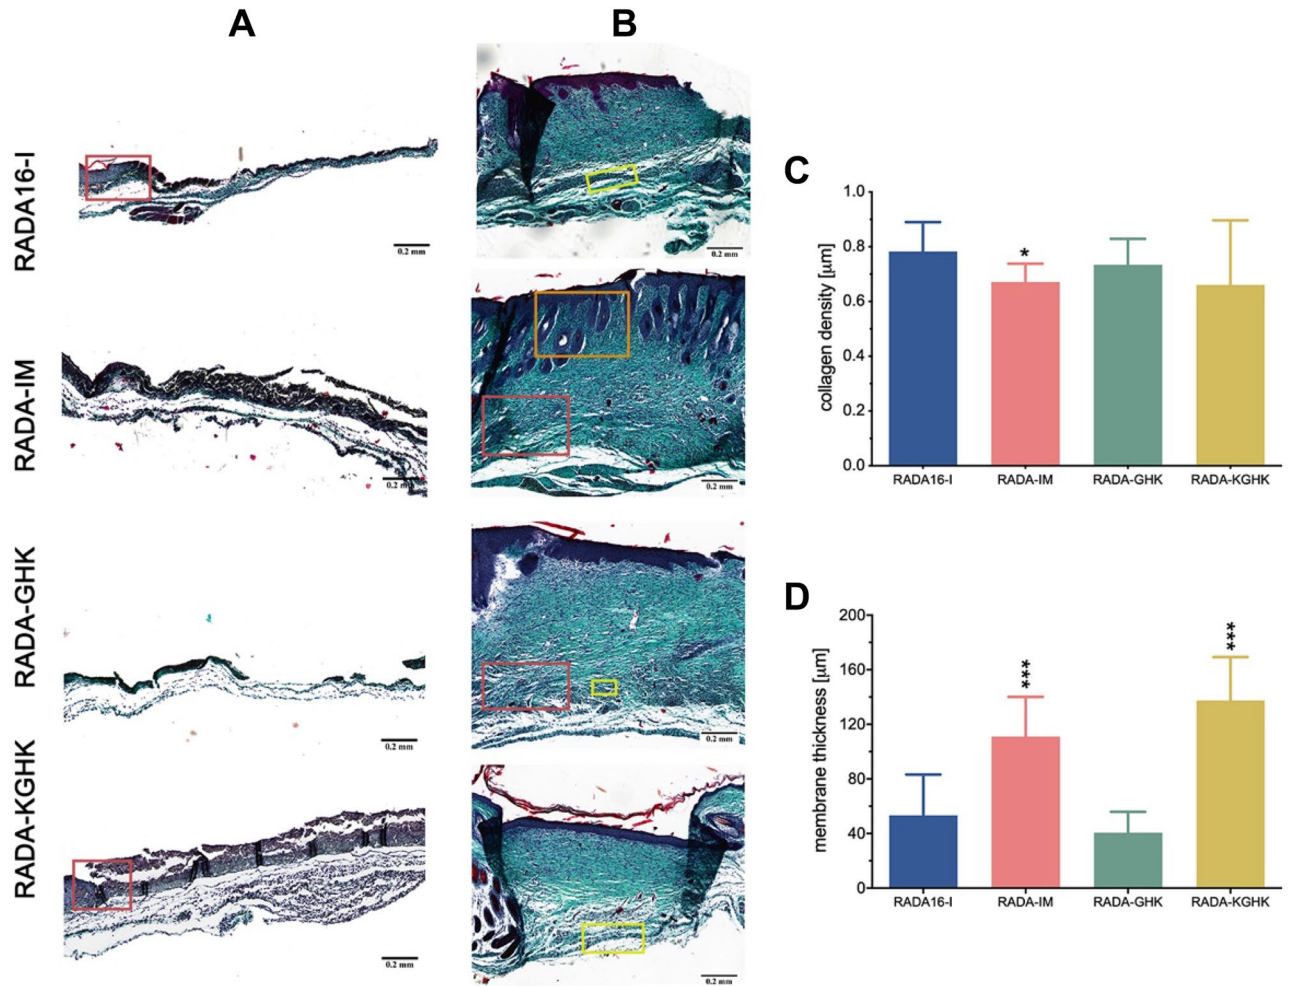 A
B
RADA16-I
0.2 mm
0.2 mm
RADA-IM
0.2 mm
0.2 mm
RADA-GHK
0.2 mm
0.2 mm
RADA-KGHK
0.2 mm
0.2 mm
C
collagen density [µm]
1.0
0.8
0.6
0.4
0.2
0.0
*
RADA16-I RADA-IM RADA-GHK RADA-KGHK
D
membrane thickness [µm]
200
160
120
80
40
0
***
***
RADA16-I RADA-IM RADA-GHK RADA-KGHK